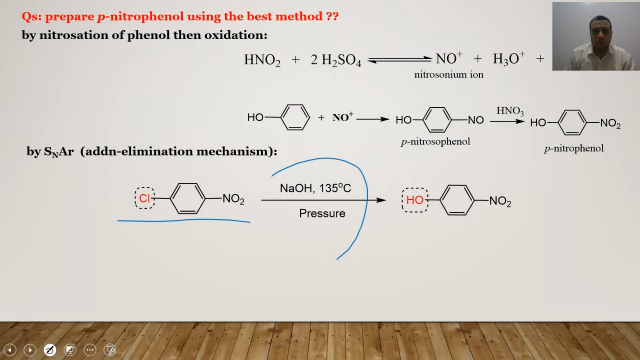 Qs: prepare p-nitrophenol using the best method ??
by nitrosation of phenol then oxidation:
HNO2 + 2 H2SO4 ⇌ NO+ + H3O+ +
nitrosonium ion
HO + NO+ → HO NO HNO3 → HO NO2
p-nitrosophenol
p-nitrophenol
by SNAr (addn-elimination mechanism):
Cl NO2 NaOH, 135oC HO NO2
Pressure